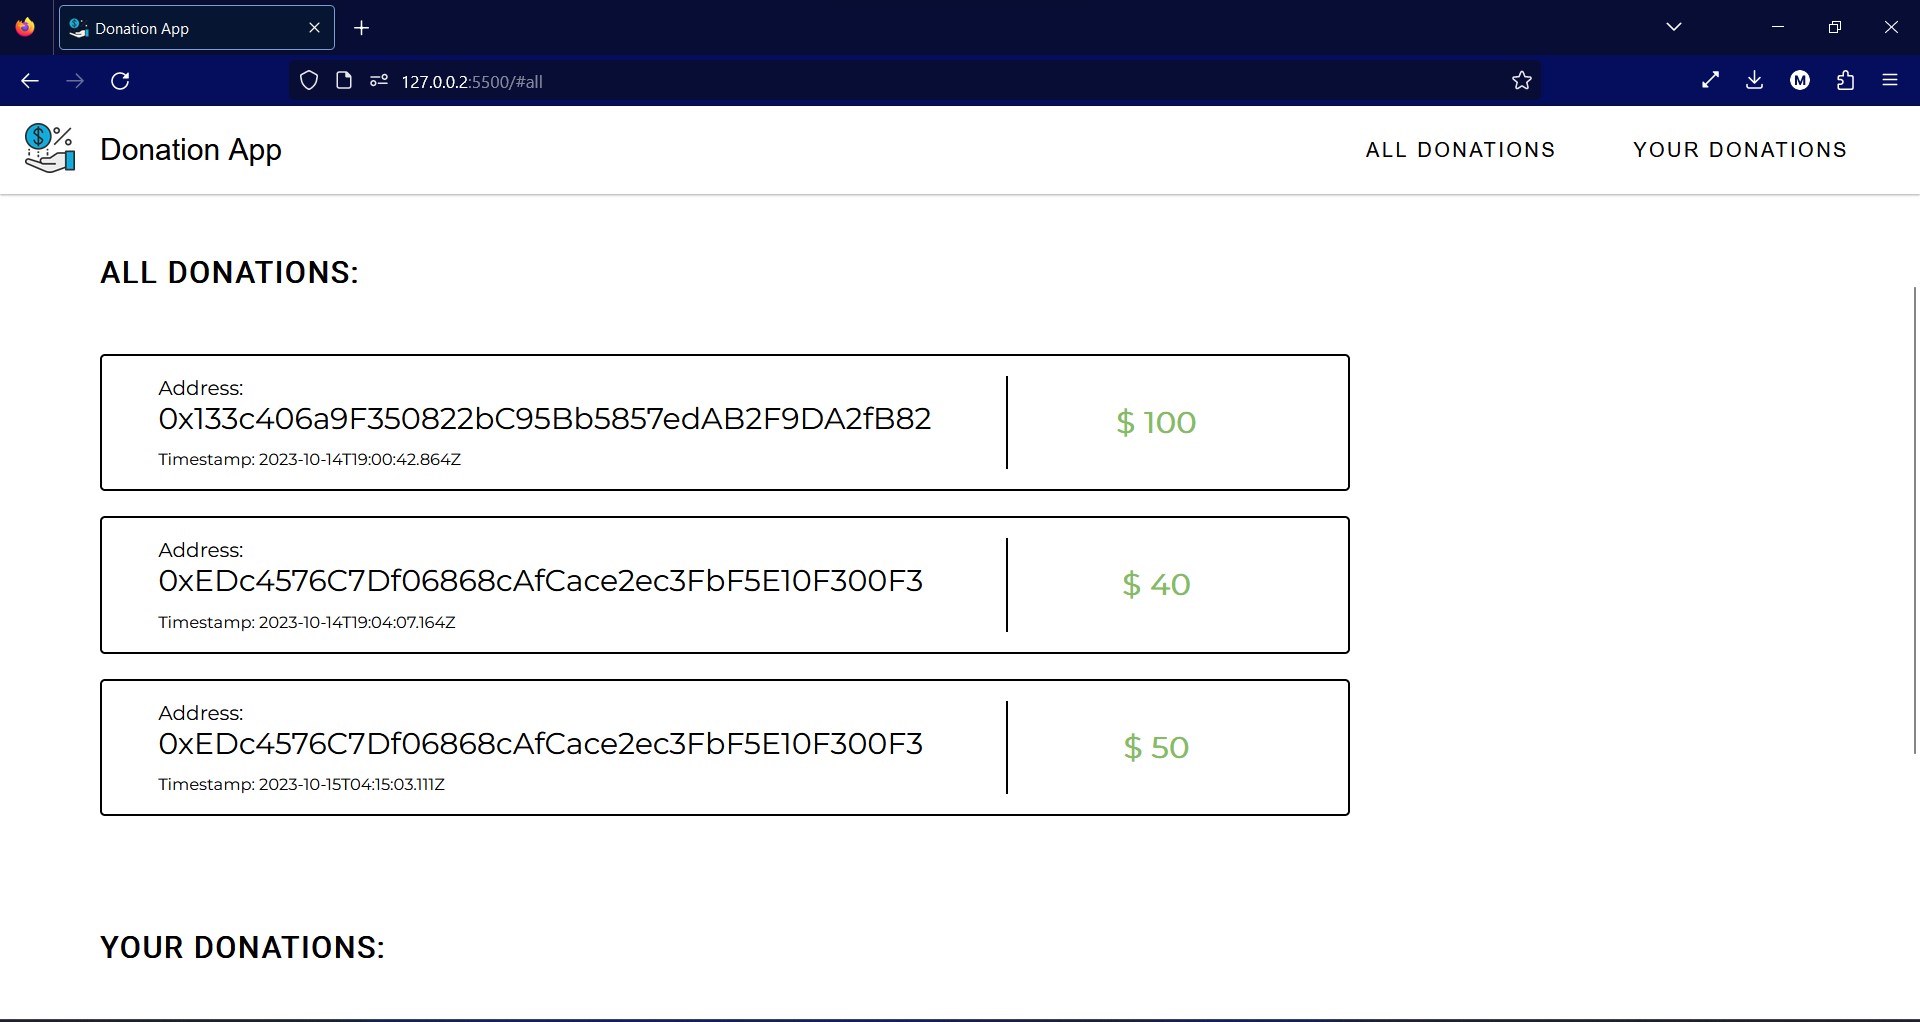 Donation App
127.0.0.2:5500/#all
M
Donation App
ALL DONATIONS
YOUR DONATIONS
ALL DONATIONS:
Address:
0x133c406a9F350822bC95Bb5857edAB2F9DA2fB82
Timestamp: 2023-10-14T19:00:42.864Z
$ 100
Address:
0xEDc4576C7Df06868cAfCace2ec3FbF5E10F300F3
Timestamp: 2023-10-14T19:04:07.164Z
$ 40
Address:
0xEDc4576C7Df06868cAfCace2ec3FbF5E10F300F3
Timestamp: 2023-10-15T04:15:03.111Z
$ 50
YOUR DONATIONS: